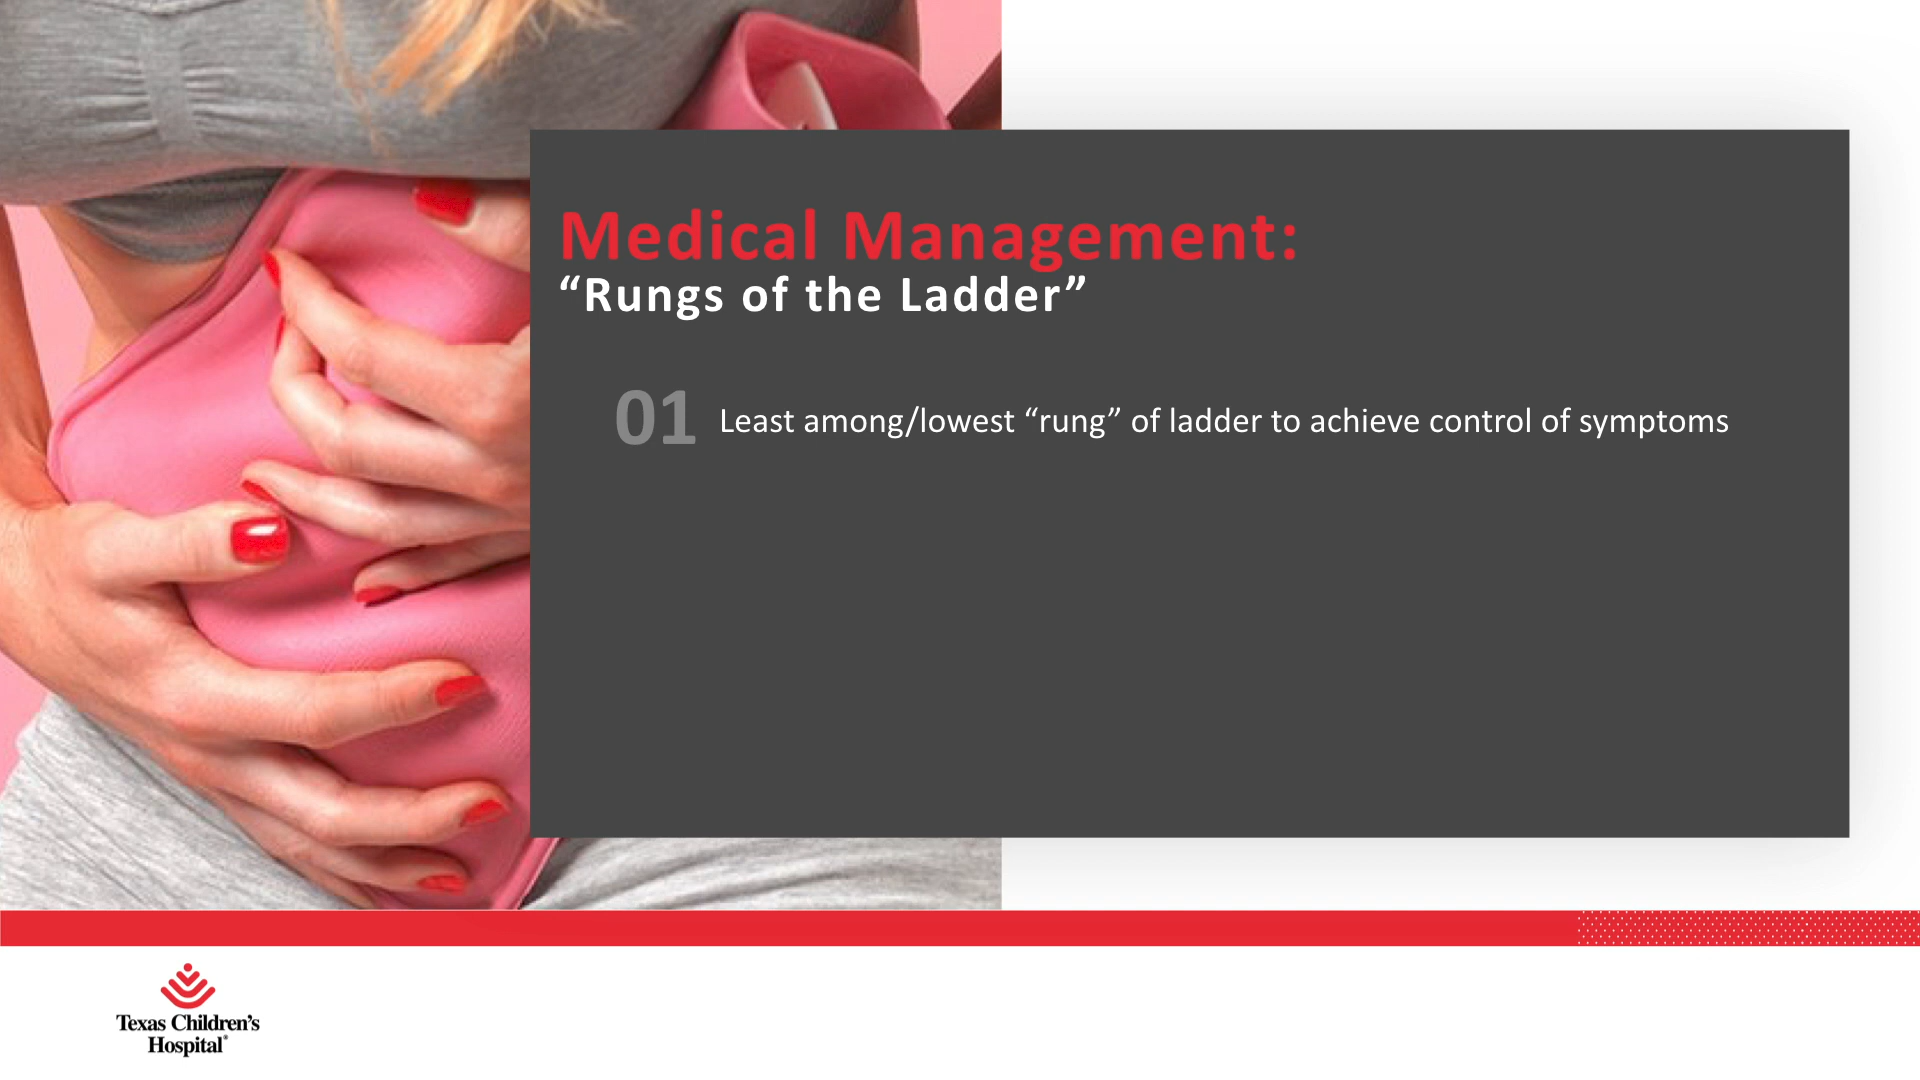 Medical Management:
“Rungs of the Ladder”
01 Least among/lowest “rung” of ladder to achieve control of symptoms
Texas Children’s
Hospital®